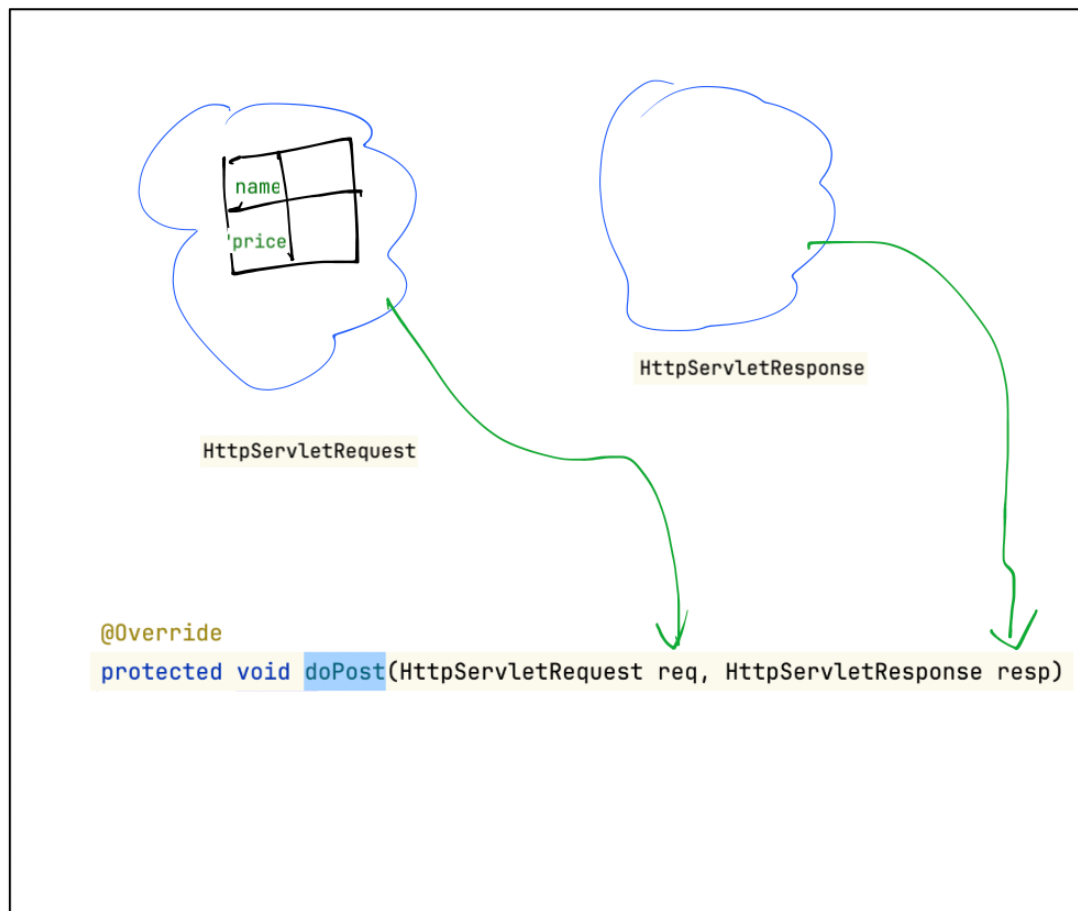 name
'price
HttpServletResponse
HttpServletRequest
@Override
protected void doPost(HttpServletRequest req, HttpServletResponse resp)